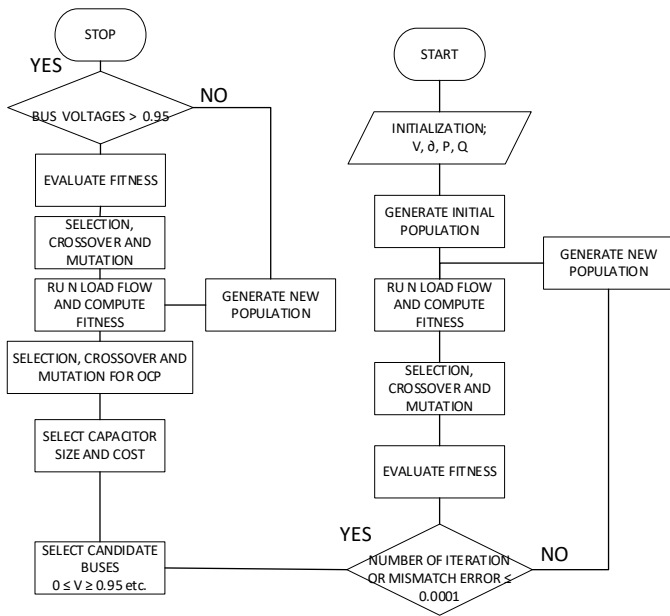 START
INITIALIZATION;
V, ∂, P, Q
GENERATE INITIAL
POPULATION
GENERATE NEW
POPULATION
RU N LOAD FLOW
AND COMPUTE
FITNESS
SELECTION,
CROSSOVER AND
MUTATION
EVALUATE FITNESS
NUMBER OF ITERATION
OR MISMATCH ERROR ≤
0.0001
YES
NO
SELECT CANDIDATE
BUSES
0 ≤ V ≥ 0.95 etc.
SELECT CAPACITOR
SIZE AND COST
SELECTION, CROSSOVER AND
MUTATION FOR OCP
RU N LOAD FLOW
AND COMPUTE
FITNESS
GENERATE NEW
POPULATION
SELECTION,
CROSSOVER AND
MUTATION
EVALUATE FITNESS
BUS VOLTAGES > 0.95
YES
NO
STOP